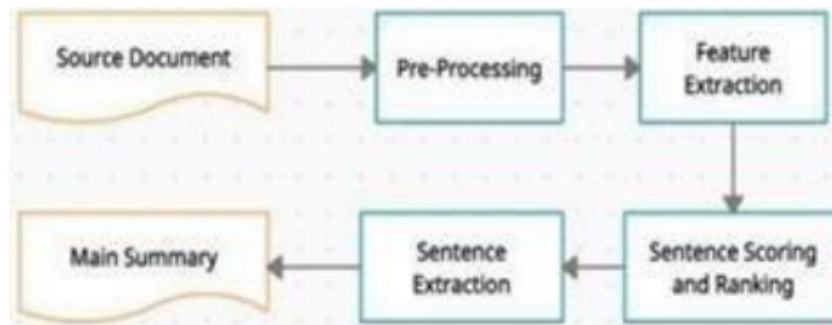 Source Document
Pre-Processing
Feature
Extraction
Sentence Scoring
and Ranking
Sentence
Extraction
Main Summary